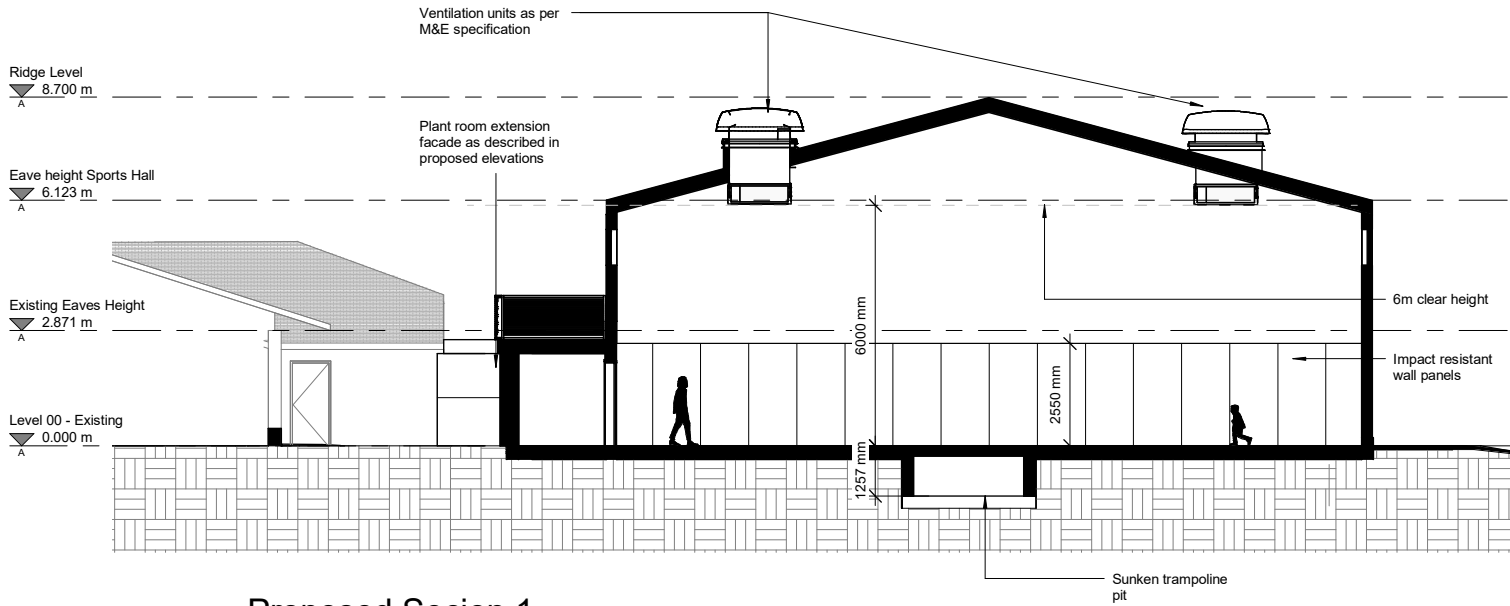 Ventilation units as per
M&E specification
Ridge Level
8.700 m
A
Plant room extension
facade as described in
proposed elevations
Eave height Sports Hall
6.123 m
A
6m clear height
Existing Eaves Height
2.871 m
A
6000 mm
Impact resistant
wall panels
2550 mm
Level 00 - Existing
0.000 m
A
1257 mm
Sunken trampoline
pit
Proposed Secion 1